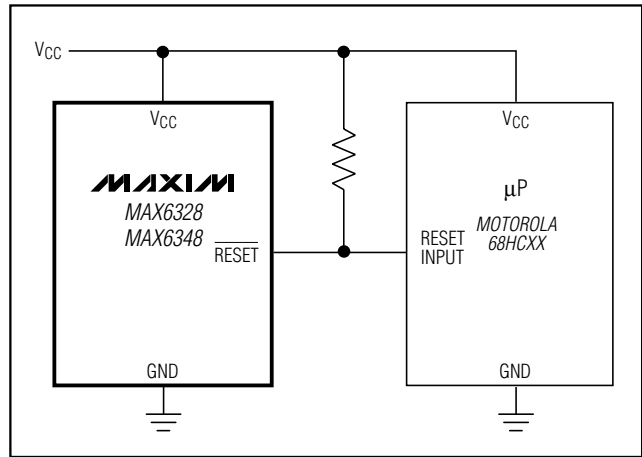 VCC
VCC
MAXIM
MAX6328
MAX6348
RESET
GND
VCC
μP
MOTOROLA
68HCXX
RESET
INPUT
GND